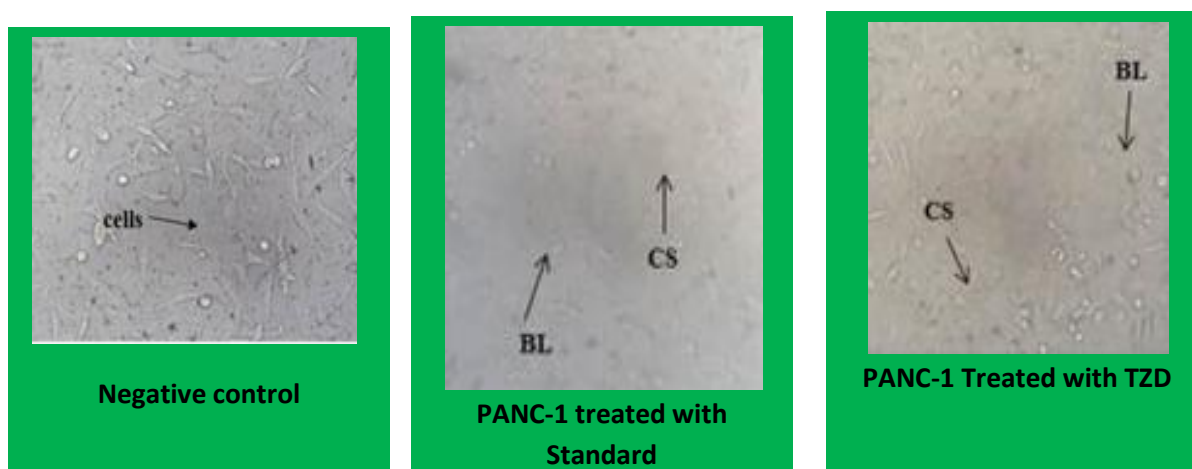 cells
Negative control
CS
BL
PANC-1 treated with
Standard
BL
CS
PANC-1 Treated with TZD